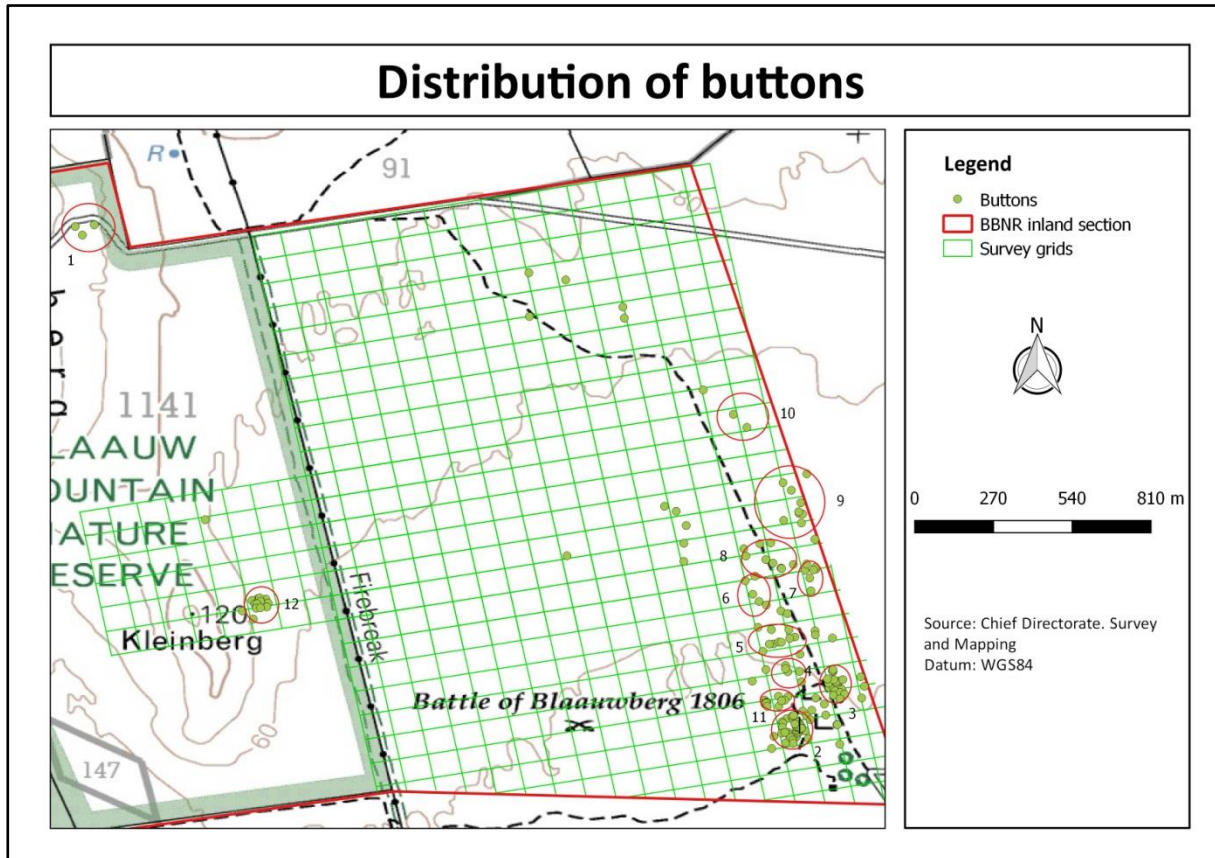 Distribution of buttons
R
91
1
h
e
r
g
1141
LAAUW
OUNTAIN
NATURE
ESERVE
120
Kleinberg
12
Firebreak
10
9
8
7
6
5
4
Battle of Blaauwberg 1806
3
11
2
60
147
Legend
Buttons
BBNR inland section
Survey grids
N
0 270 540 810 m
Source: Chief Directorate. Survey
and Mapping
Datum: WGS84